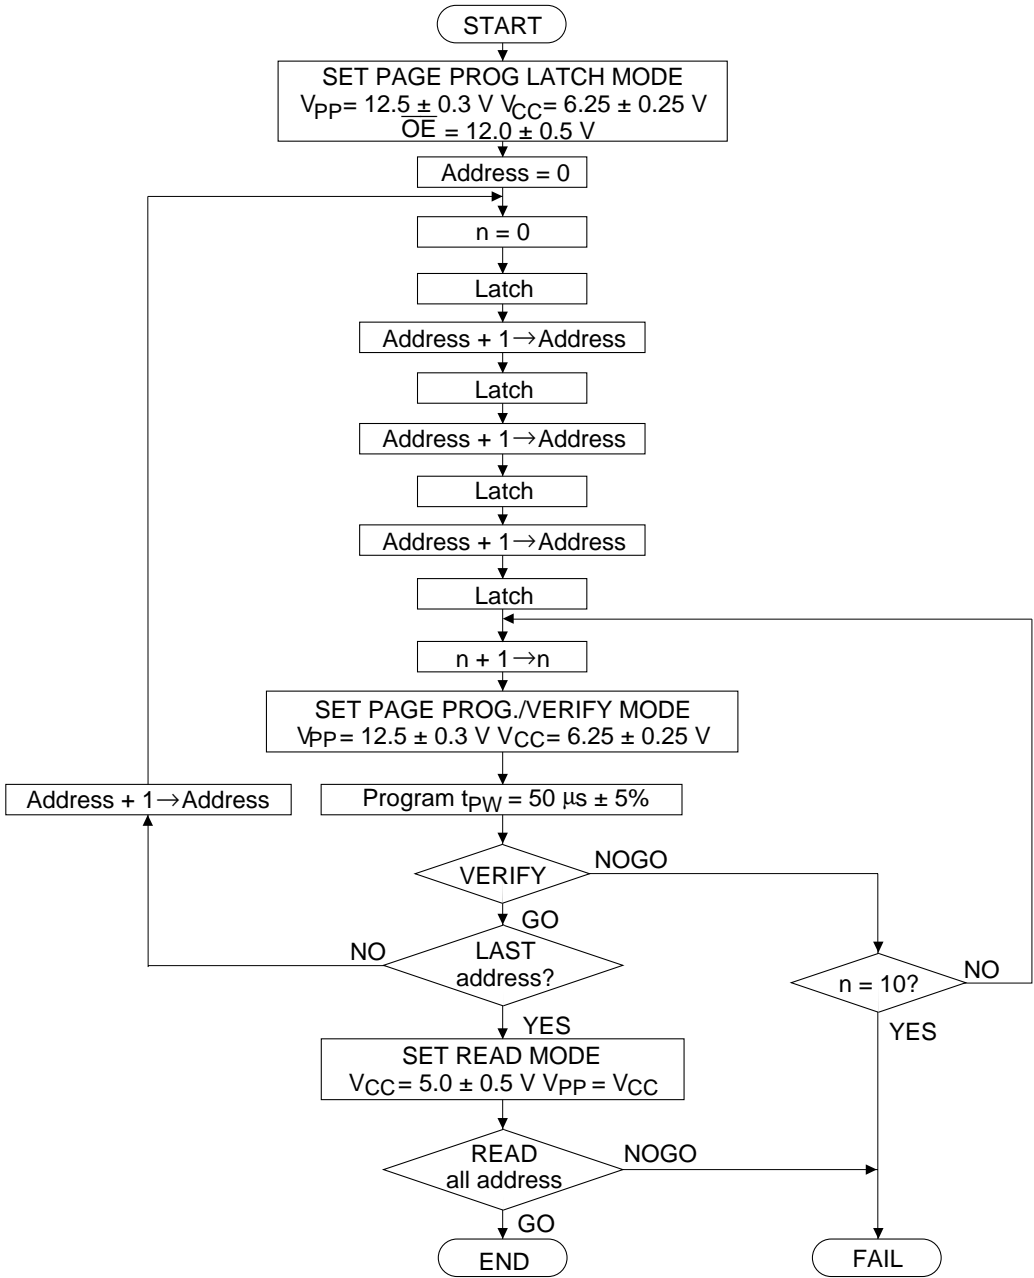 START
SET PAGE PROG LATCH MODE
VPP= 12.5 ± 0.3 V VCC= 6.25 ± 0.25 V
O̅E̅ = 12.0 ± 0.5 V
Address = 0
n = 0
Latch
Address + 1→Address
Latch
Address + 1→Address
Latch
Address + 1→Address
Latch
n + 1→n
SET PAGE PROG./VERIFY MODE
VPP= 12.5 ± 0.3 V VCC= 6.25 ± 0.25 V
Address + 1→Address
Program tPW = 50 μs ± 5%
VERIFY
NOGO
GO
NO
LAST
address?
n = 10?
NO
YES
YES
SET READ MODE
VCC= 5.0 ± 0.5 V VPP = VCC
READ
all address
NOGO
GO
END
FAIL